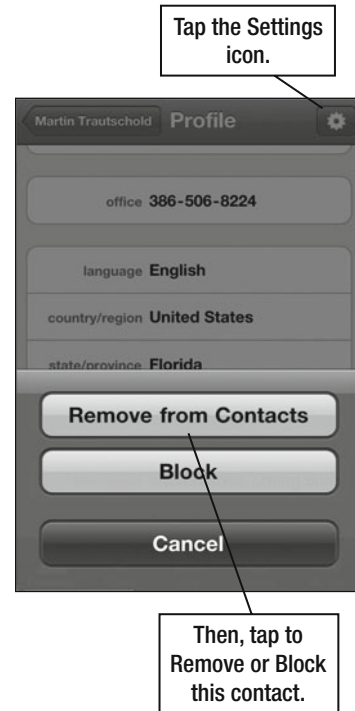 Tap the Settings
icon.
Martin Trautschold Profile
office 386-506-8224
language English
country/region United States
state/province Florida
Remove from Contacts
Block
Cancel
Then, tap to
Remove or Block
this contact.